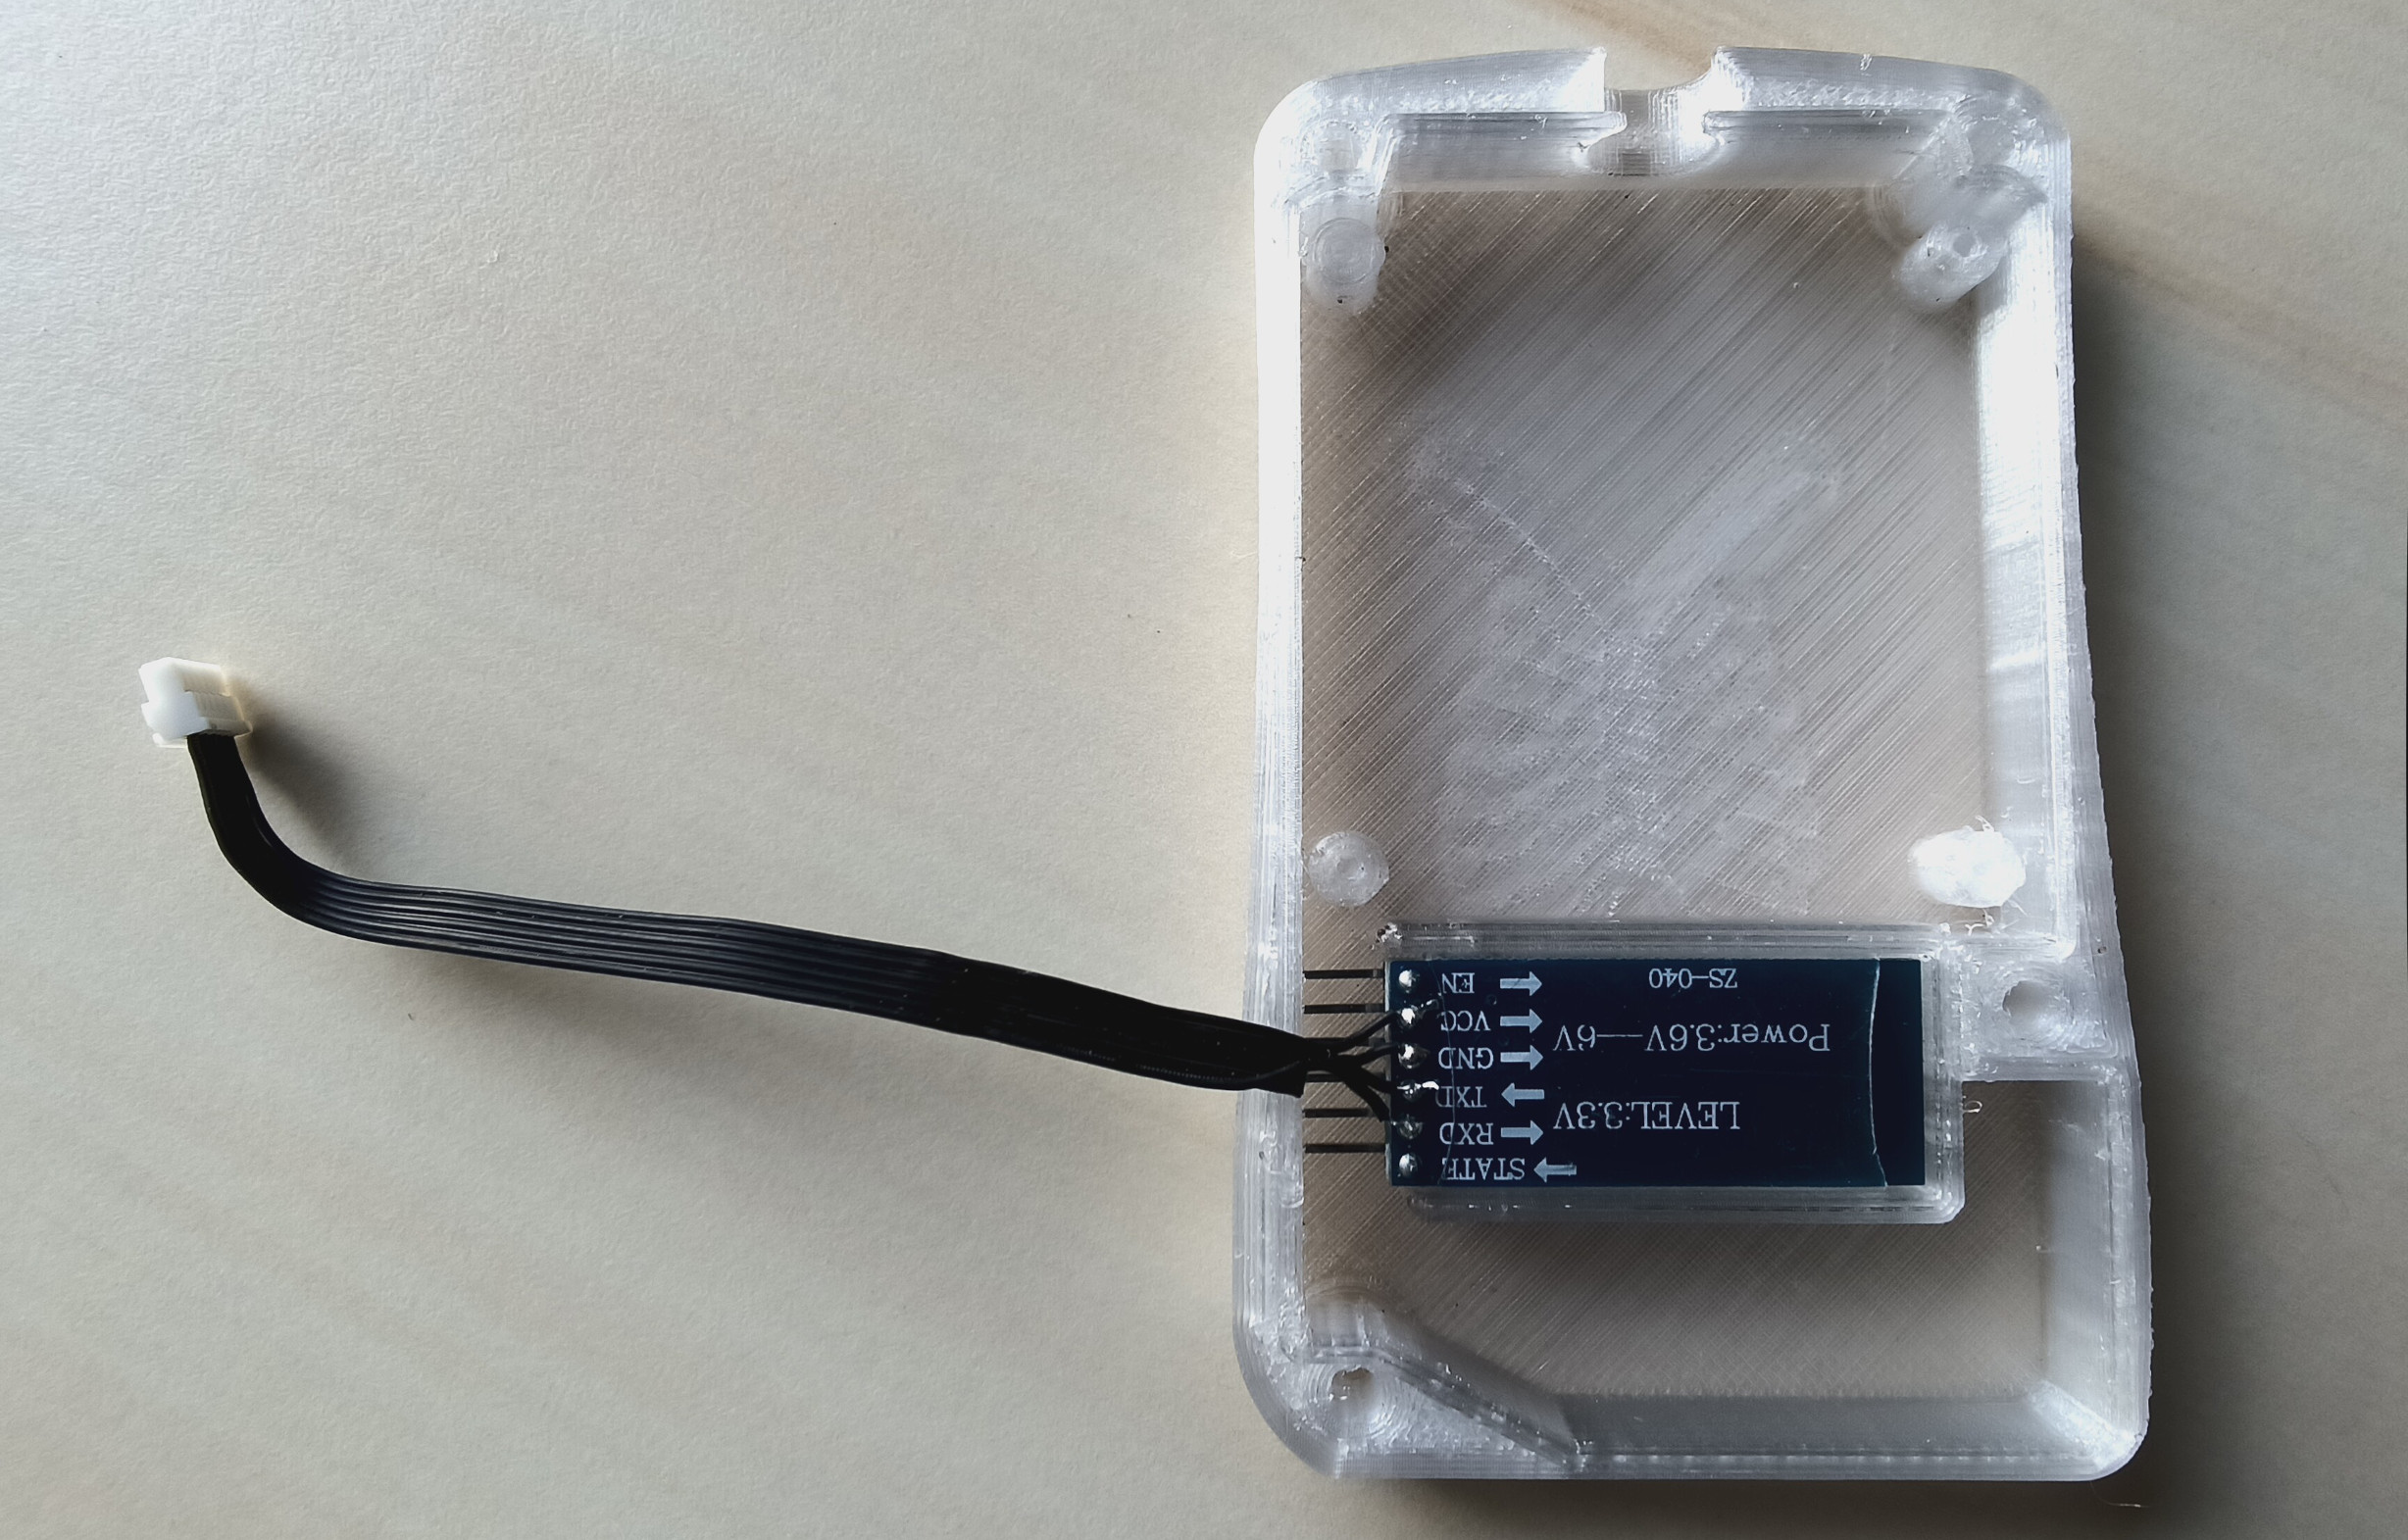 STATE
RXD
TXD
GND
VCC
EN
LEVEL:3.3V
Power:3.6V—6V
ZS-040